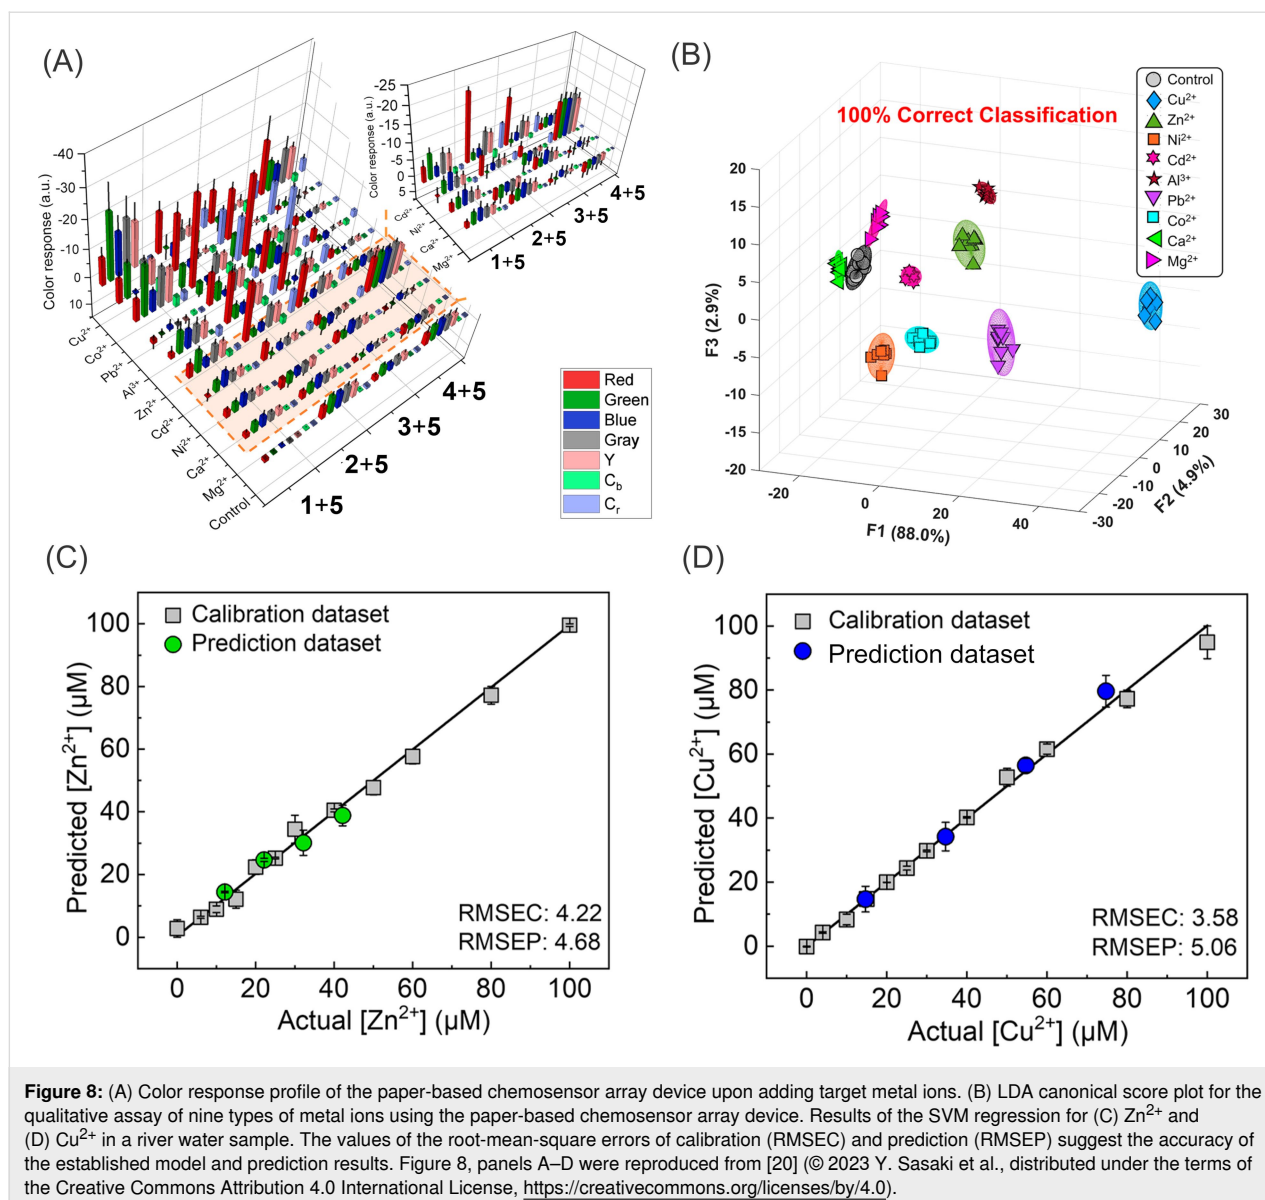 (A)
-40
-30
-20
-10
0
10
Color response (a.u.)
Cu²⁺
Co²⁺
Pb²⁺
Al³⁺
Zn²⁺
Cd²⁺
Ni²⁺
Ca²⁺
Mg²⁺
Control
1+5
2+5
3+5
4+5
-25
-20
-15
-10
-5
0
5
Color response (a.u.)
Cd²⁺
Ni²⁺
Ca²⁺
Mg²⁺
1+5
2+5
3+5
4+5
Red
Green
Blue
Gray
Y
Cb
Cr
(B)
100% Correct Classification
Control
Cu²⁺
Zn²⁺
Ni²⁺
Cd²⁺
Al³⁺
Pb²⁺
Co²⁺
Ca²⁺
Mg²⁺
20
15
10
5
0
-5
-10
-15
-20
F3 (2.9%)
-20
0
20
40
F1 (88.0%)
30
20
10
0
-10
-20
-30
F2 (4.9%)
(C)
Calibration dataset
Prediction dataset
100
80
60
40
20
0
Predicted [Zn²⁺] (µM)
RMSEC: 4.22
RMSEP: 4.68
0 20 40 60 80 100
Actual [Zn²⁺] (µM)
(D)
Calibration dataset
Prediction dataset
100
80
60
40
20
0
Predicted [Cu²⁺] (µM)
RMSEC: 3.58
RMSEP: 5.06
0 20 40 60 80 100
Actual [Cu²⁺] (µM)
Figure 8: (A) Color response profile of the paper-based chemosensor array device upon adding target metal ions. (B) LDA canonical score plot for the
qualitative assay of nine types of metal ions using the paper-based chemosensor array device. Results of the SVM regression for (C) Zn²⁺ and
(D) Cu²⁺ in a river water sample. The values of the root-mean-square errors of calibration (RMSEC) and prediction (RMSEP) suggest the accuracy of
the established model and prediction results. Figure 8, panels A–D were reproduced from [20] (© 2023 Y. Sasaki et al., distributed under the terms of
the Creative Commons Attribution 4.0 International License, https://creativecommons.org/licenses/by/4.0).